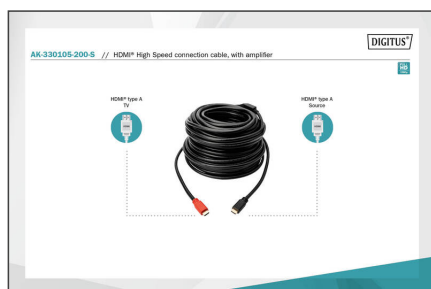 DIGITUS®
AK-330105-200-S // HDMI® High Speed connection cable, with amplifier
HDMI® type A
TV
HDMI® type A
Source